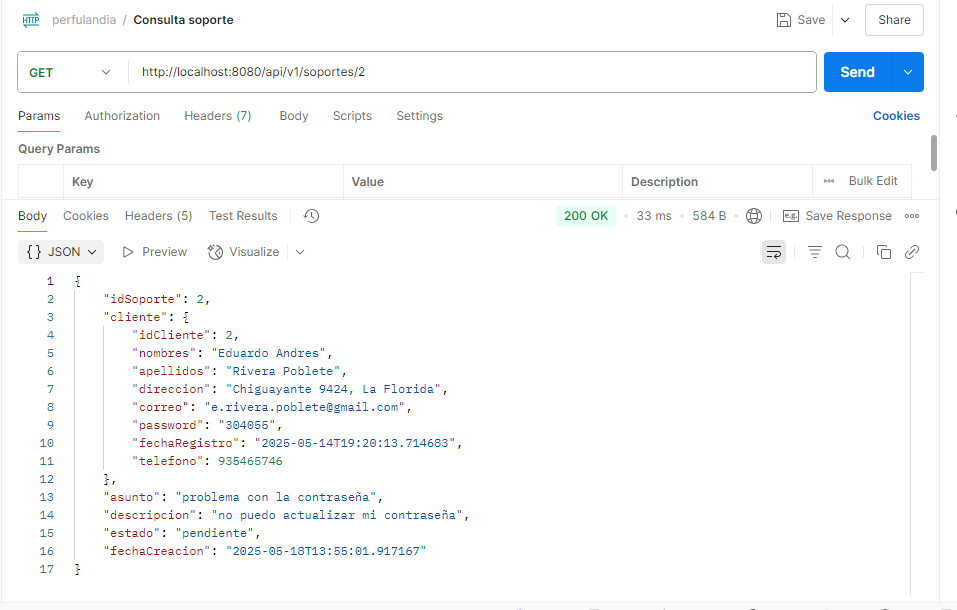 HTTP perfulandia / Consulta soporte Save Share
GET http://localhost:8080/api/v1/soportes/2 Send
Params Authorization Headers (7) Body Scripts Settings Cookies
Query Params
Key Value Description Bulk Edit
Body Cookies Headers (5) Test Results 200 OK 33 ms 584 B e.g. Save Response
{} JSON Preview Visualize
1 {
2 "idSoporte": 2,
3 "cliente": {
4 "idCliente": 2,
5 "nombres": "Eduardo Andres",
6 "apellidos": "Rivera Poblete",
7 "direccion": "Chiguayante 9424, La Florida",
8 "correo": "e.rivera.poblete@gmail.com",
9 "password": "304055",
10 "fechaRegistro": "2025-05-14T19:20:13.714683",
11 "telefono": 935465746
12 },
13 "asunto": "problema con la contraseña",
14 "descripcion": "no puedo actualizar mi contraseña",
15 "estado": "pendiente",
16 "fechaCreacion": "2025-05-18T13:55:01.917167"
17 }